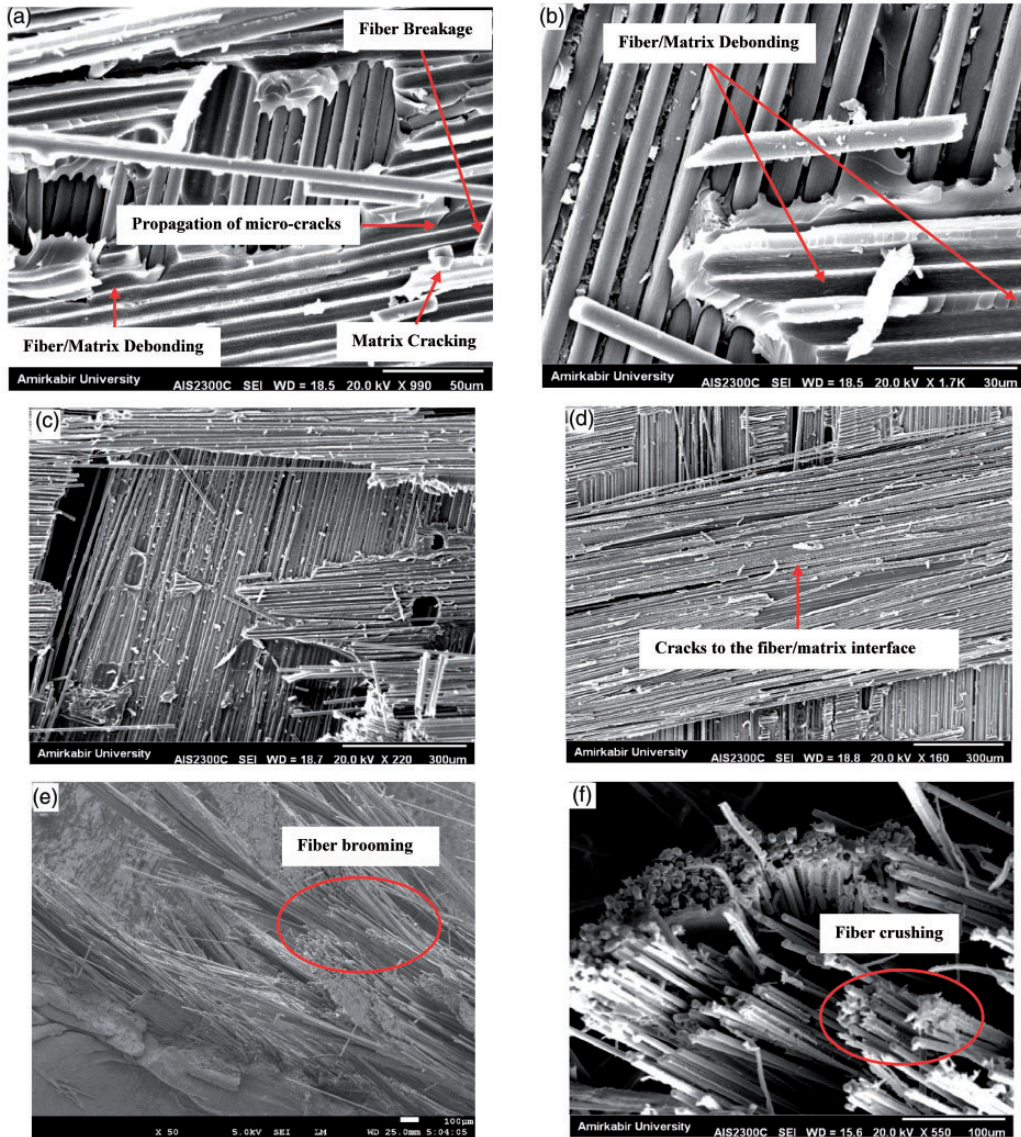 (a)
Fiber Breakage
Propagation of micro-cracks
Fiber/Matrix Debonding
Matrix Cracking
Amirkabir University
AIS2300C SEI WD = 18.5 20.0 kV X 990 50um
(b)
Fiber/Matrix Debonding
Amirkabir University
AIS2300C SEI WD = 18.5 20.0 kV X 1.7K 30um
(c)
Amirkabir University
AIS2300C SEI WD = 18.7 20.0 kV X 220 300um
(d)
Cracks to the fiber/matrix interface
Amirkabir University
AIS2300C SEI WD = 18.8 20.0 kV X 160 300um
(e)
Fiber brooming
X 50 5.0kV SEI LM WD 25.0mm 5:04:05
100μm
(f)
Fiber crushing
Amirkabir University
AIS2300C SEI WD = 15.6 20.0 kV X 550 100um